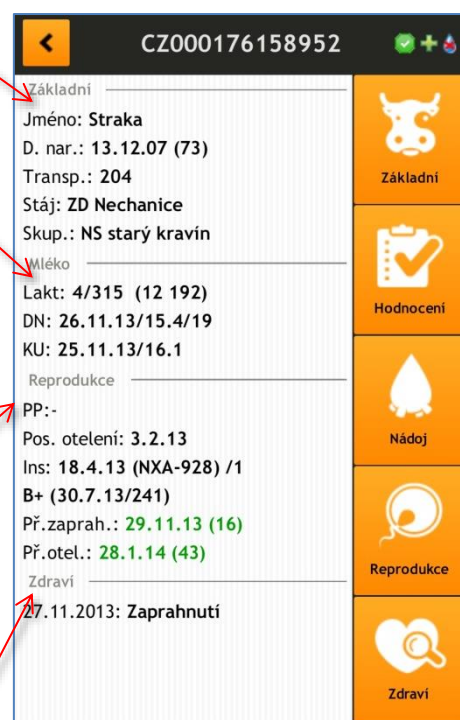 CZ000176158952
Základní
Jméno: Straka
D. nar.: 13.12.07 (73)
Transp.: 204
Stáj: ZD Nechanice
Skup.: NS starý kravín
Mléko
Lakt: 4/315 (12 192)
DN: 26.11.13/15.4/19
KU: 25.11.13/16.1
Reprodukce
PP:-
Pos. otelení: 3.2.13
Ins: 18.4.13 (NXA-928) /1
B+ (30.7.13/241)
Př.zaprah.: 29.11.13 (16)
Př.otel.: 28.1.14 (43)
Zdraví
27.11.2013: Zaprahnutí
Základní
Hodnocení
Nádoj
Reprodukce
Zdraví